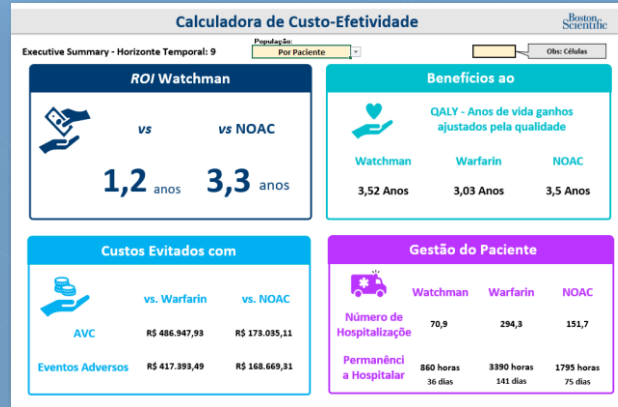 Calculadora de Custo-Efetividade
Boston
Scientific
Executive Summary - Horizonte Temporal: 9
População:
Por Paciente
Obs: Células
ROI Watchman
vs
vs NOAC
1,2 anos
3,3 anos
Benefícios ao
QALY - Anos de vida ganhos
ajustados pela qualidade
Watchman
Warfarin
NOAC
3,52 Anos
3,03 Anos
3,5 Anos
Custos Evitados com
vs. Warfarin
vs. NOAC
AVC
R$ 486.947,93
R$ 173.035,11
Eventos Adversos
R$ 417.393,49
R$ 168.669,31
Gestão do Paciente
Watchman
Warfarin
NOAC
Número de
Hospitalizaçõe
70,9
294,3
151,7
Permanênci
a Hospitalar
860 horas
3390 horas
1795 horas
36 dias
141 dias
75 dias